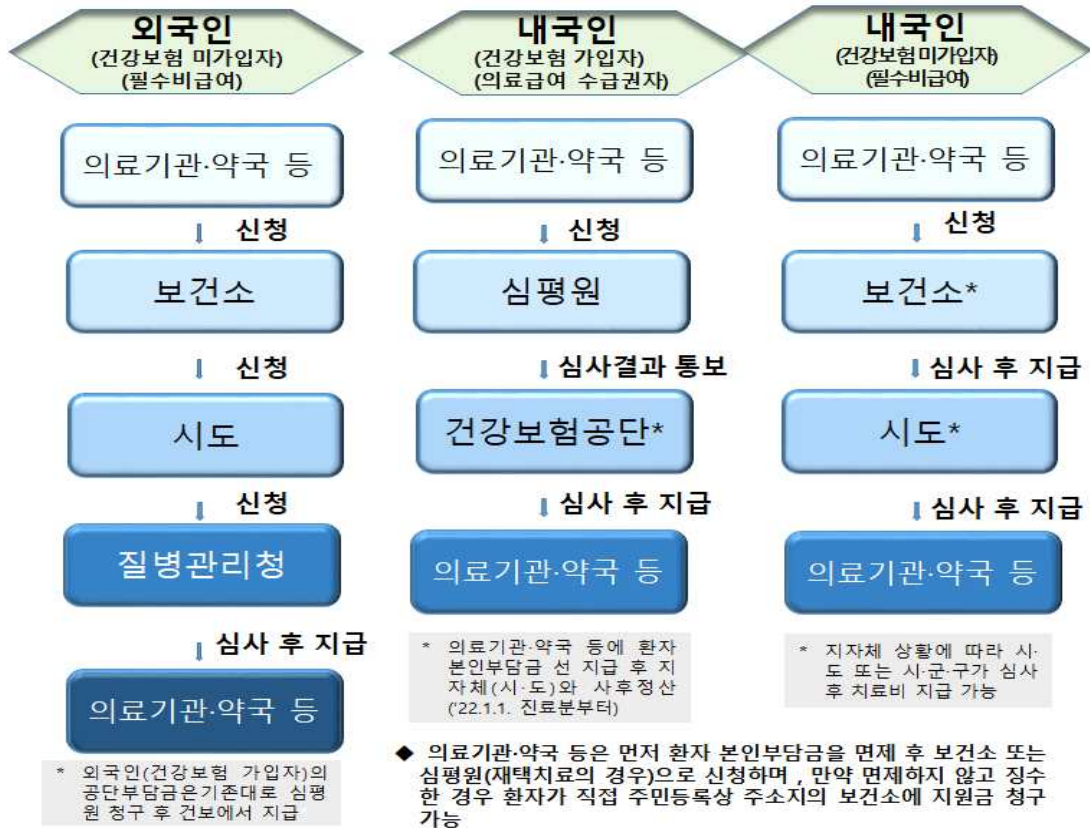 외국인
(건강보험 미가입자)
(필수비급여)
의료기관·약국 등
신청
보건소
신청
시도
신청
질병관리청
심사 후 지급
의료기관·약국 등
* 외국인(건강보험 가입자)의
공단부담금은기존대로 심평
원 청구 후 건보에서 지급
내국인
(건강보험 가입자)
(의료급여 수급권자)
의료기관·약국 등
신청
심평원
심사결과 통보
건강보험공단*
심사 후 지급
의료기관·약국 등
* 의료기관·약국 등에 환자
본인부담금 선 지급 후 지
자체(시·도)와 사후정산
('22.1.1. 진료분부터)
내국인
(건강보험 미가입자)
(필수비급여)
의료기관·약국 등
신청
보건소*
심사 후 지급
시도*
심사 후 지급
의료기관·약국 등
* 지자체 상황에 따라 시·
도 또는 시·군·구가 심사
후 치료비 지급 가능
◆ 의료기관·약국 등은 먼저 환자 본인부담금을 면제 후 보건소 또는
심평원(재택치료의 경우)으로 신청하며 , 만약 면제하지 않고 징수
한 경우 환자가 직접 주민등록상 주소지의 보건소에 지원금 청구
가능